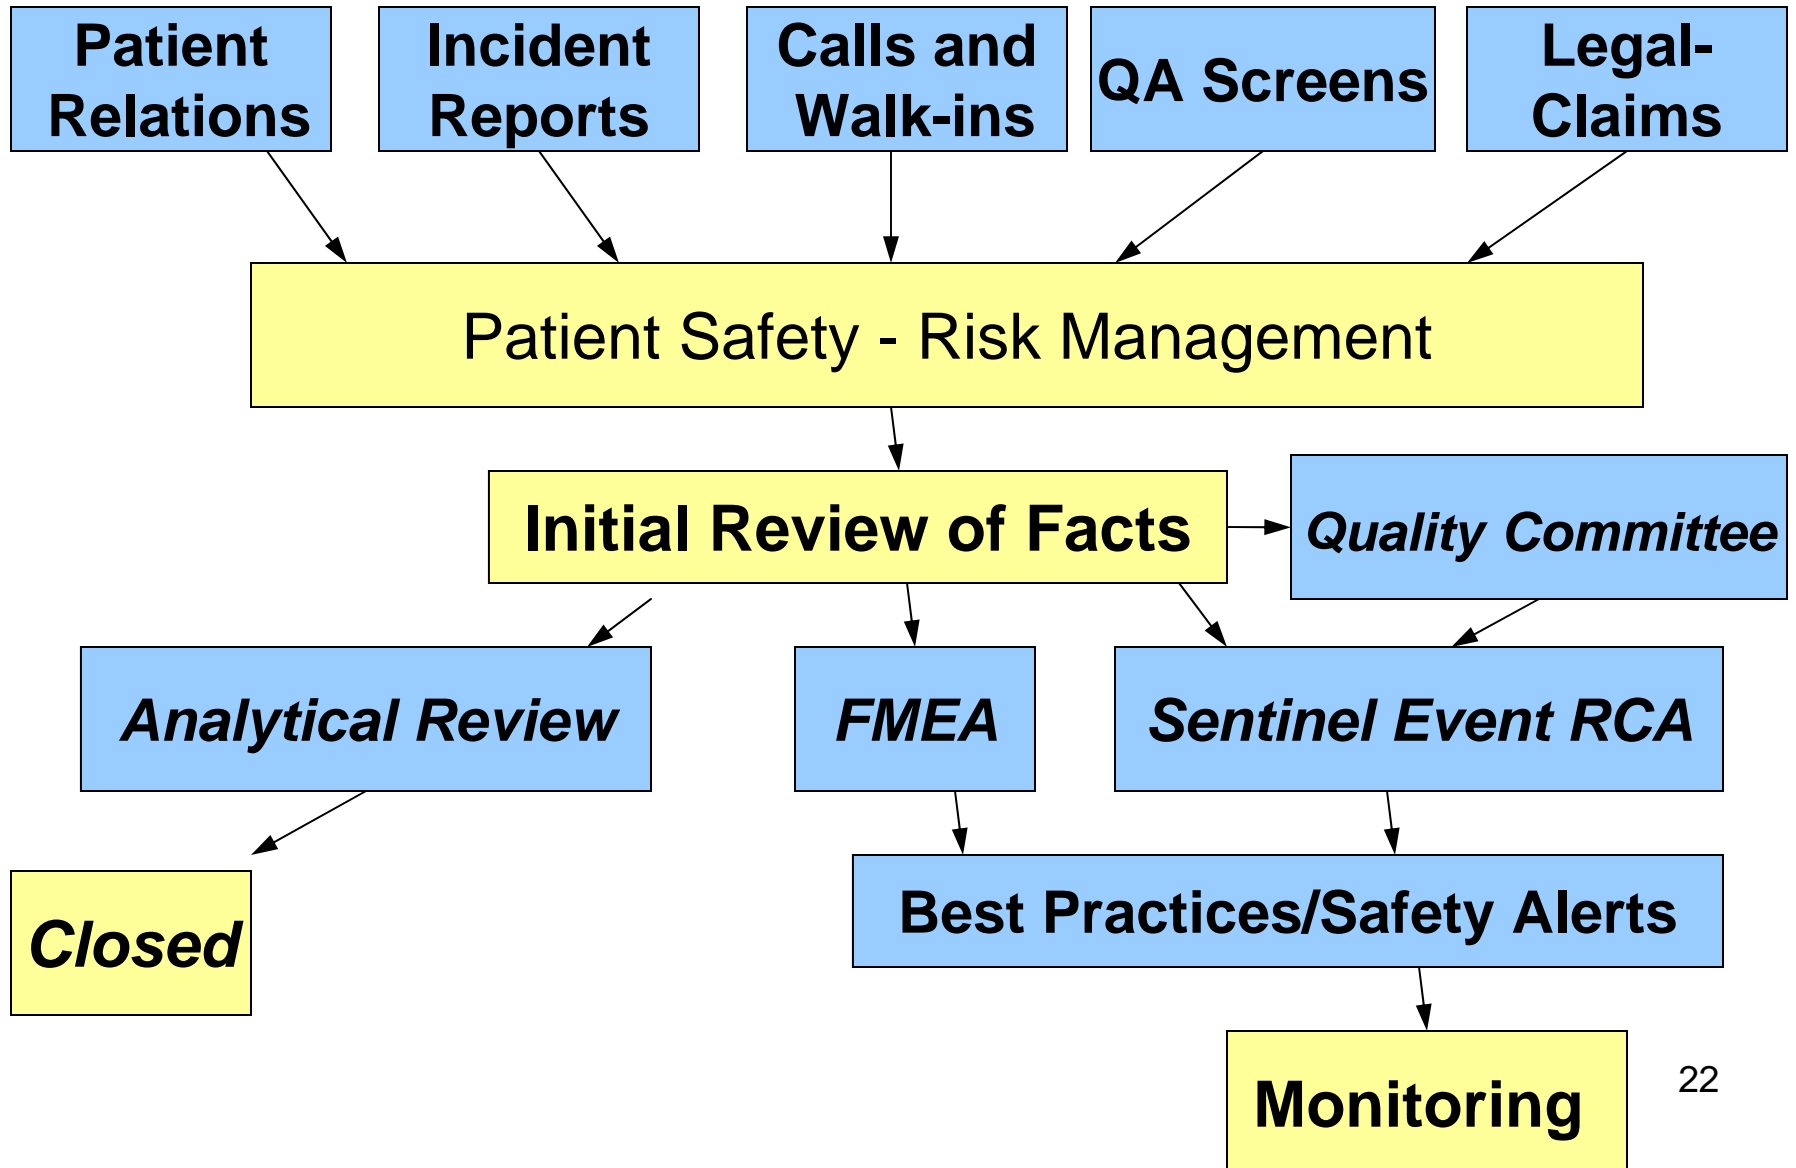 Patient
Relations
Incident
Reports
Calls and
Walk-ins
QA Screens
Legal-
Claims
Patient Safety - Risk Management
Initial Review of Facts
Quality Committee
Analytical Review
FMEA
Sentinel Event RCA
Closed
Best Practices/Safety Alerts
Monitoring
22